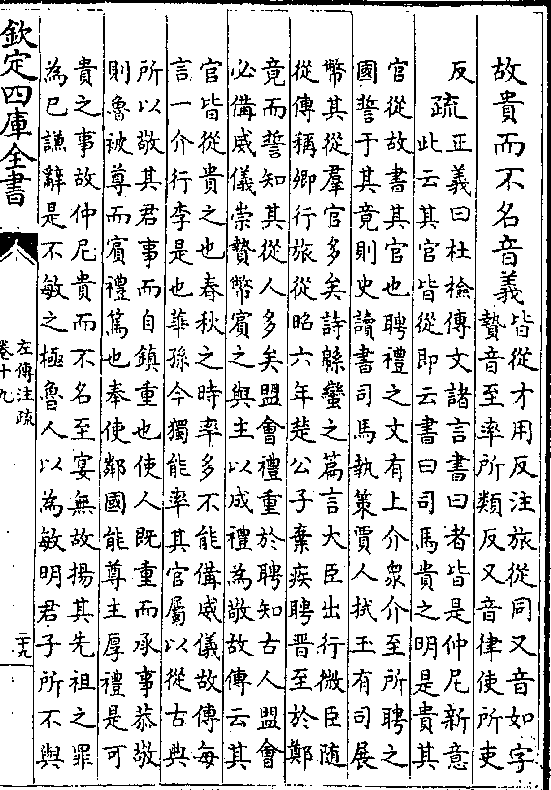 故貴而不名音義皆從才用反注旅從同又音如字
贄音至率所類反又音律使所吏
反疏正義曰杜檢傳文諸言書曰者皆是仲尼新意
此云其官皆從即云書曰司馬貴之明是貴其
官從故書其官也聘禮之文有上介衆介至所聘之
國誓于其竟則史讀書司馬執策賈人拭玉有司展
幣其從羣官多矣詩緜蠻之篇言大臣出行微臣随
從傳稱卿行旅從昭六年楚公子棄疾聘晋至於鄭
竟而誓知其從人多矣盟會禮重於聘知古人盟會
必備威儀崇贄幣賓之與主以成禮為敬故傳云其
官皆從貴之也春秋之時率多不能備威儀故傳每
言一介行李是也華孫今獨能率其官屬以從古典
所以敬其君事而自鎮重也使人既重而承事恭敬
則魯被尊而賓禮篤也奉使鄰國能尊主厚禮是可
貴之事故仲尼貴而不名至宴無故揚其先祖之罪
為已謙辭是不敏之極魯人以為敏明君子所不與
欽定四庫全書
左傳注疏
卷十九
二十九